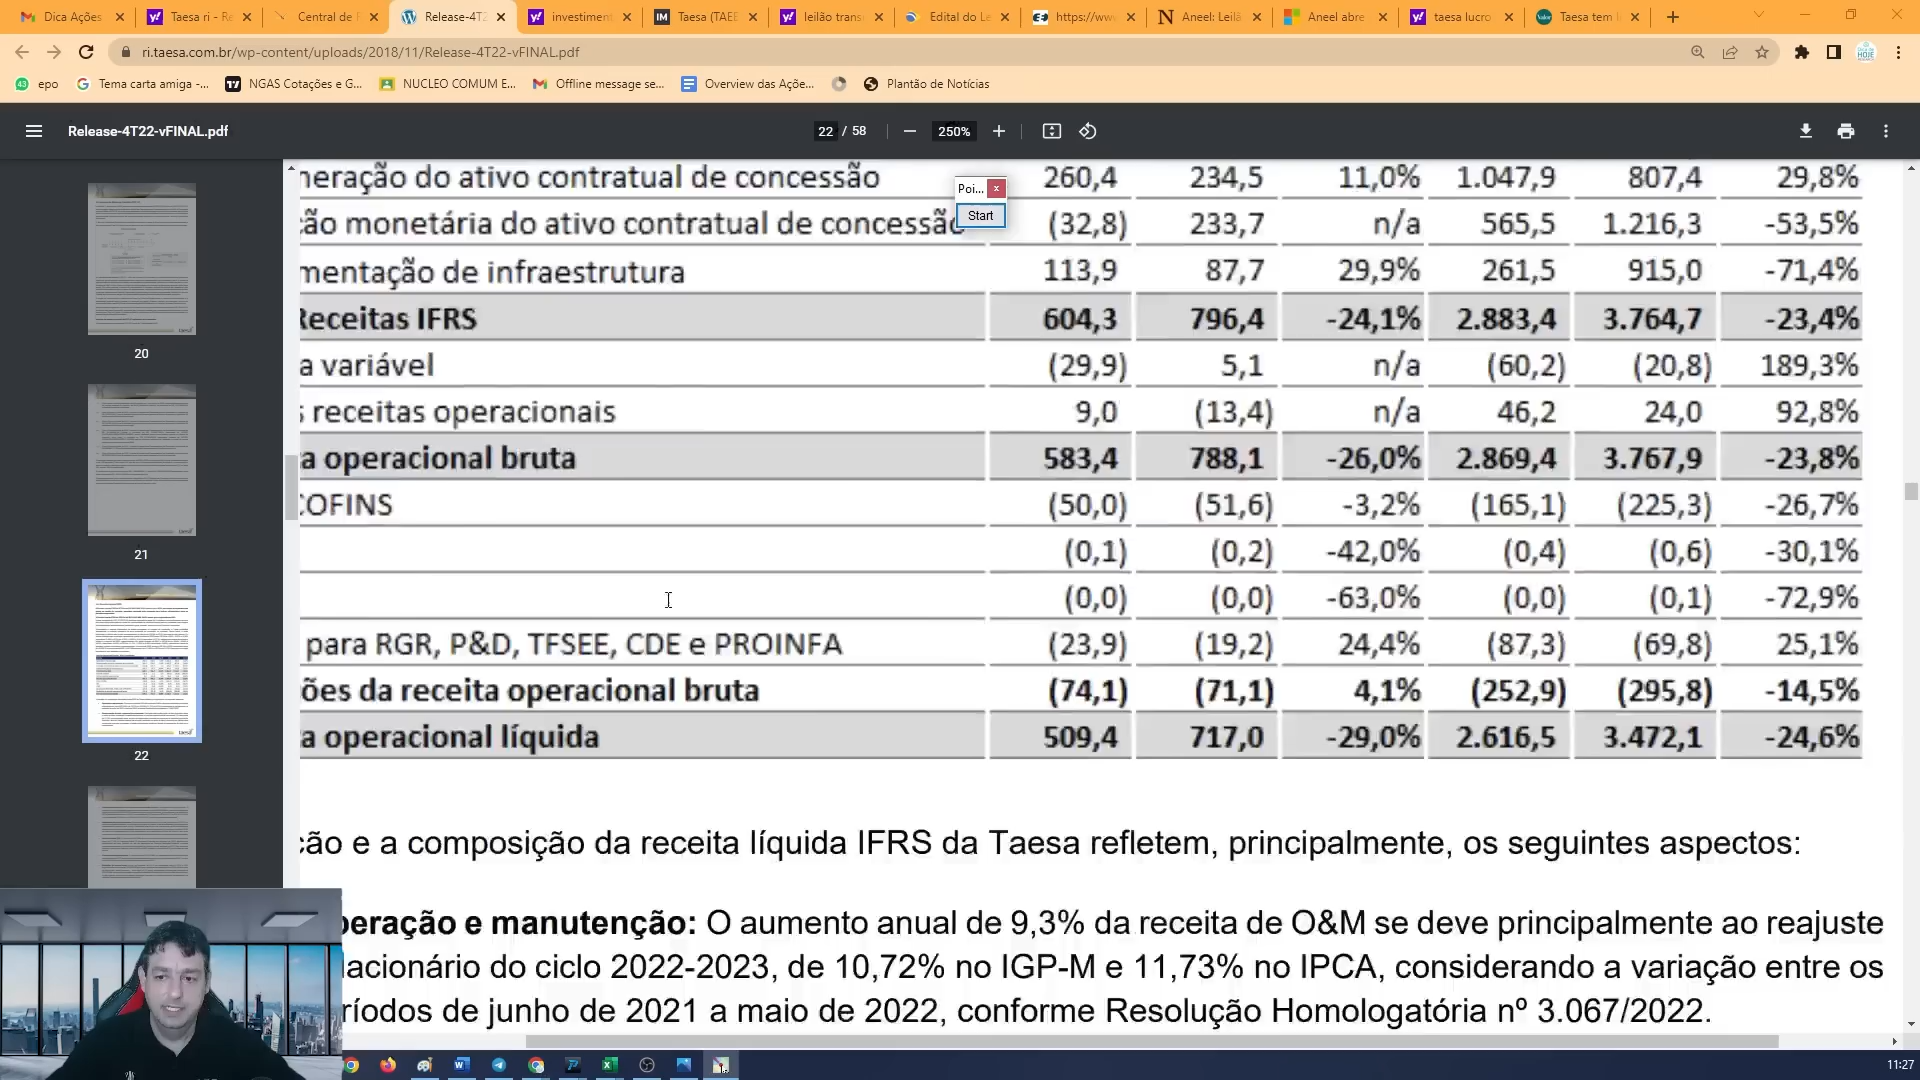 Dica Ações
Taesa ri - Re
Central de
Release-4T2
investiment
Taesa (TAEE
leilão trans
Edital do Le
https://www
Aneel: Leilã
Aneel abre
taesa lucro
Taesa tem l
ri.taesa.com.br/wp-content/uploads/2018/11/Release-4T22-vFINAL.pdf
epo
Tema carta amiga -...
NGAS Cotações e G...
NUCLEO COMUM E...
Offline message se...
Overview das Açõe...
Plantão de Notícias
Release-4T22-vFINAL.pdf
22 / 58
250%
Poi...
Start
neração do ativo contratual de concessão 260,4 234,5 11,0% 1.047,9 807,4 29,8%
ção monetária do ativo contratual de concessão (32,8) 233,7 n/a 565,5 1.216,3 -53,5%
mentação de infraestrutura 113,9 87,7 29,9% 261,5 915,0 -71,4%
Receitas IFRS 604,3 796,4 -24,1% 2.883,4 3.764,7 -23,4%
a variável (29,9) 5,1 n/a (60,2) (20,8) 189,3%
s receitas operacionais 9,0 (13,4) n/a 46,2 24,0 92,8%
a operacional bruta 583,4 788,1 -26,0% 2.869,4 3.767,9 -23,8%
COFINS (50,0) (51,6) -3,2% (165,1) (225,3) -26,7%
(0,1) (0,2) -42,0% (0,4) (0,6) -30,1%
(0,0) (0,0) -63,0% (0,0) (0,1) -72,9%
para RGR, P&D, TFSEE, CDE e PROINFA (23,9) (19,2) 24,4% (87,3) (69,8) 25,1%
ões da receita operacional bruta (74,1) (71,1) 4,1% (252,9) (295,8) -14,5%
a operacional líquida 509,4 717,0 -29,0% 2.616,5 3.472,1 -24,6%
ção e a composição da receita líquida IFRS da Taesa refletem, principalmente, os seguintes aspectos:
peração e manutenção: O aumento anual de 9,3% da receita de O&M se deve principalmente ao reajuste
lacionário do ciclo 2022-2023, de 10,72% no IGP-M e 11,73% no IPCA, considerando a variação entre os
ríodos de junho de 2021 a maio de 2022, conforme Resolução Homologatória nº 3.067/2022.
20
21
22
11:27